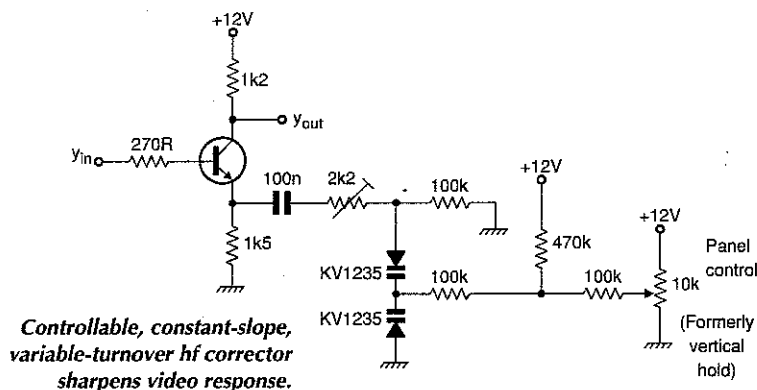 +12V
1k2
y_out
y_in
270R
100n
2k2
100k
+12V
+12V
1k5
KV1235
100k
470k
100k
10k
Panel
control
KV1235
(Formerly
vertical
hold)
Controllable, constant-slope,
variable-turnover hf corrector
sharpens video response.